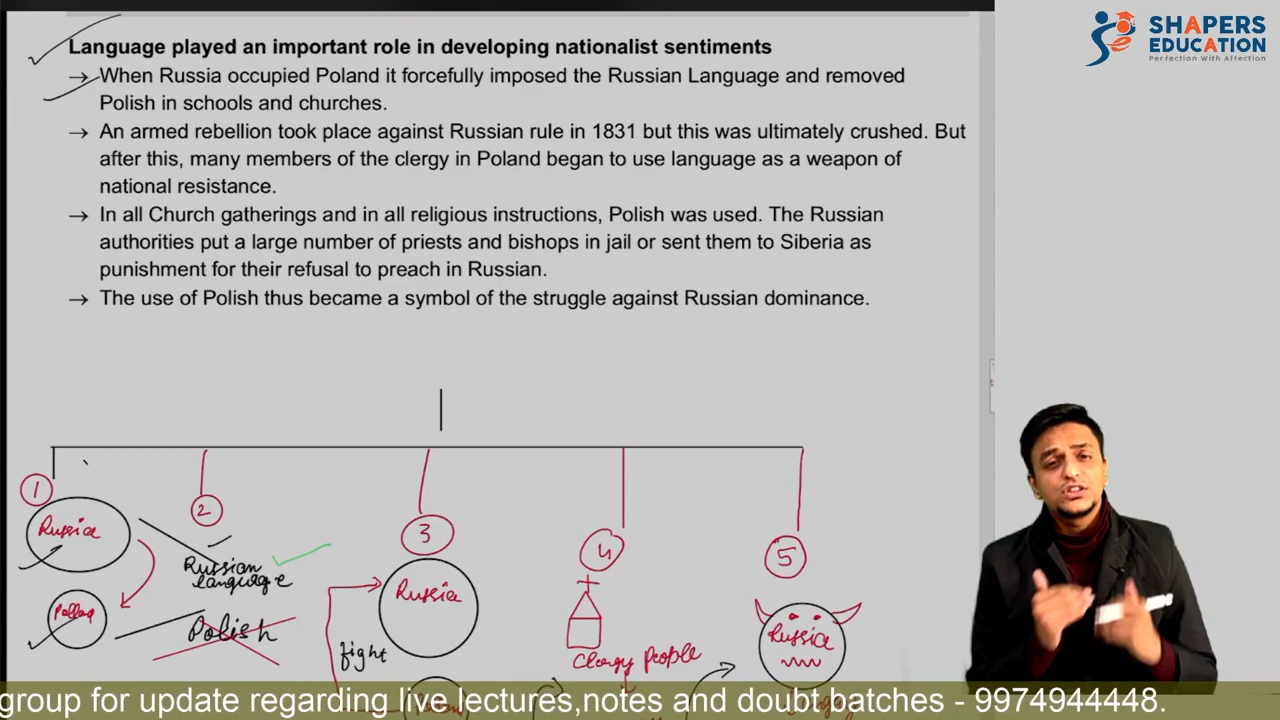 SHAPERS
EDUCATION
Perfection With Affection
Language played an important role in developing nationalist sentiments
→ When Russia occupied Poland it forcefully imposed the Russian Language and removed
Polish in schools and churches.
→ An armed rebellion took place against Russian rule in 1831 but this was ultimately crushed. But
after this, many members of the clergy in Poland began to use language as a weapon of
national resistance.
→ In all Church gatherings and in all religious instructions, Polish was used. The Russian
authorities put a large number of priests and bishops in jail or sent them to Siberia as
punishment for their refusal to preach in Russian.
→ The use of Polish thus became a symbol of the struggle against Russian dominance.
1
2
3
4
5
Russia
Russian
language
Polish
Russia
fight
Clergy People
Russia
group for update regarding live lectures,notes and doubt batches - 9974944448.